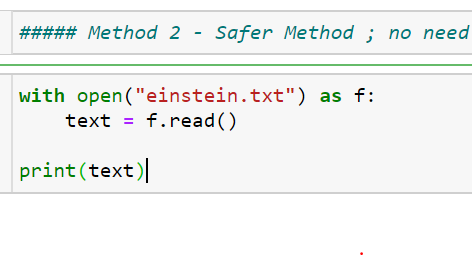 ##### Method 2 - Safer Method ; no need
with open("einstein.txt") as f:
    text = f.read()
print(text)